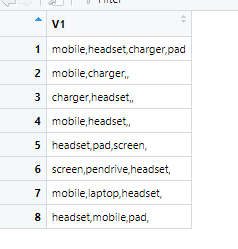 V1
1 mobile,headset,charger,pad
2 mobile,charger,,
3 charger,headset,,
4 mobile,headset,,
5 headset,pad,screen,
6 screen,pendrive,headset,
7 mobile,laptop,headset,
8 headset,mobile,pad,